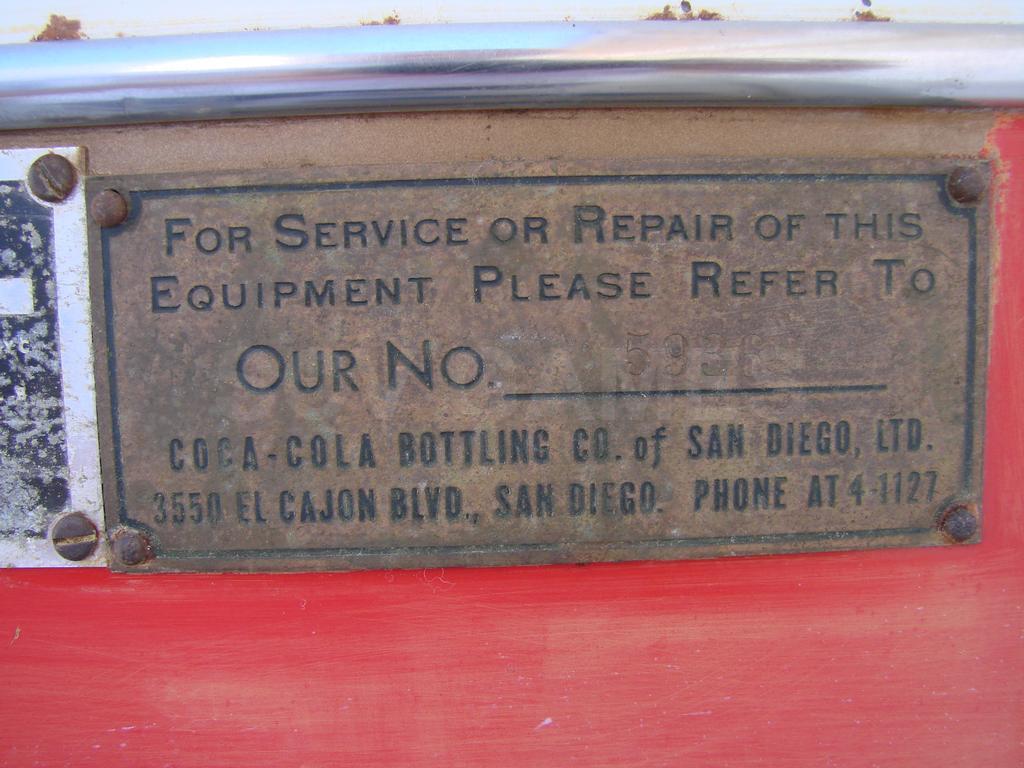 FOR SERVICE OR REPAIR OF THIS
EQUIPMENT PLEASE REFER TO
OUR NO. 5936
COCA-COLA BOTTLING CO. of SAN DIEGO, LTD.
3550 EL CAJON BLVD., SAN DIEGO. PHONE AT 4-1127